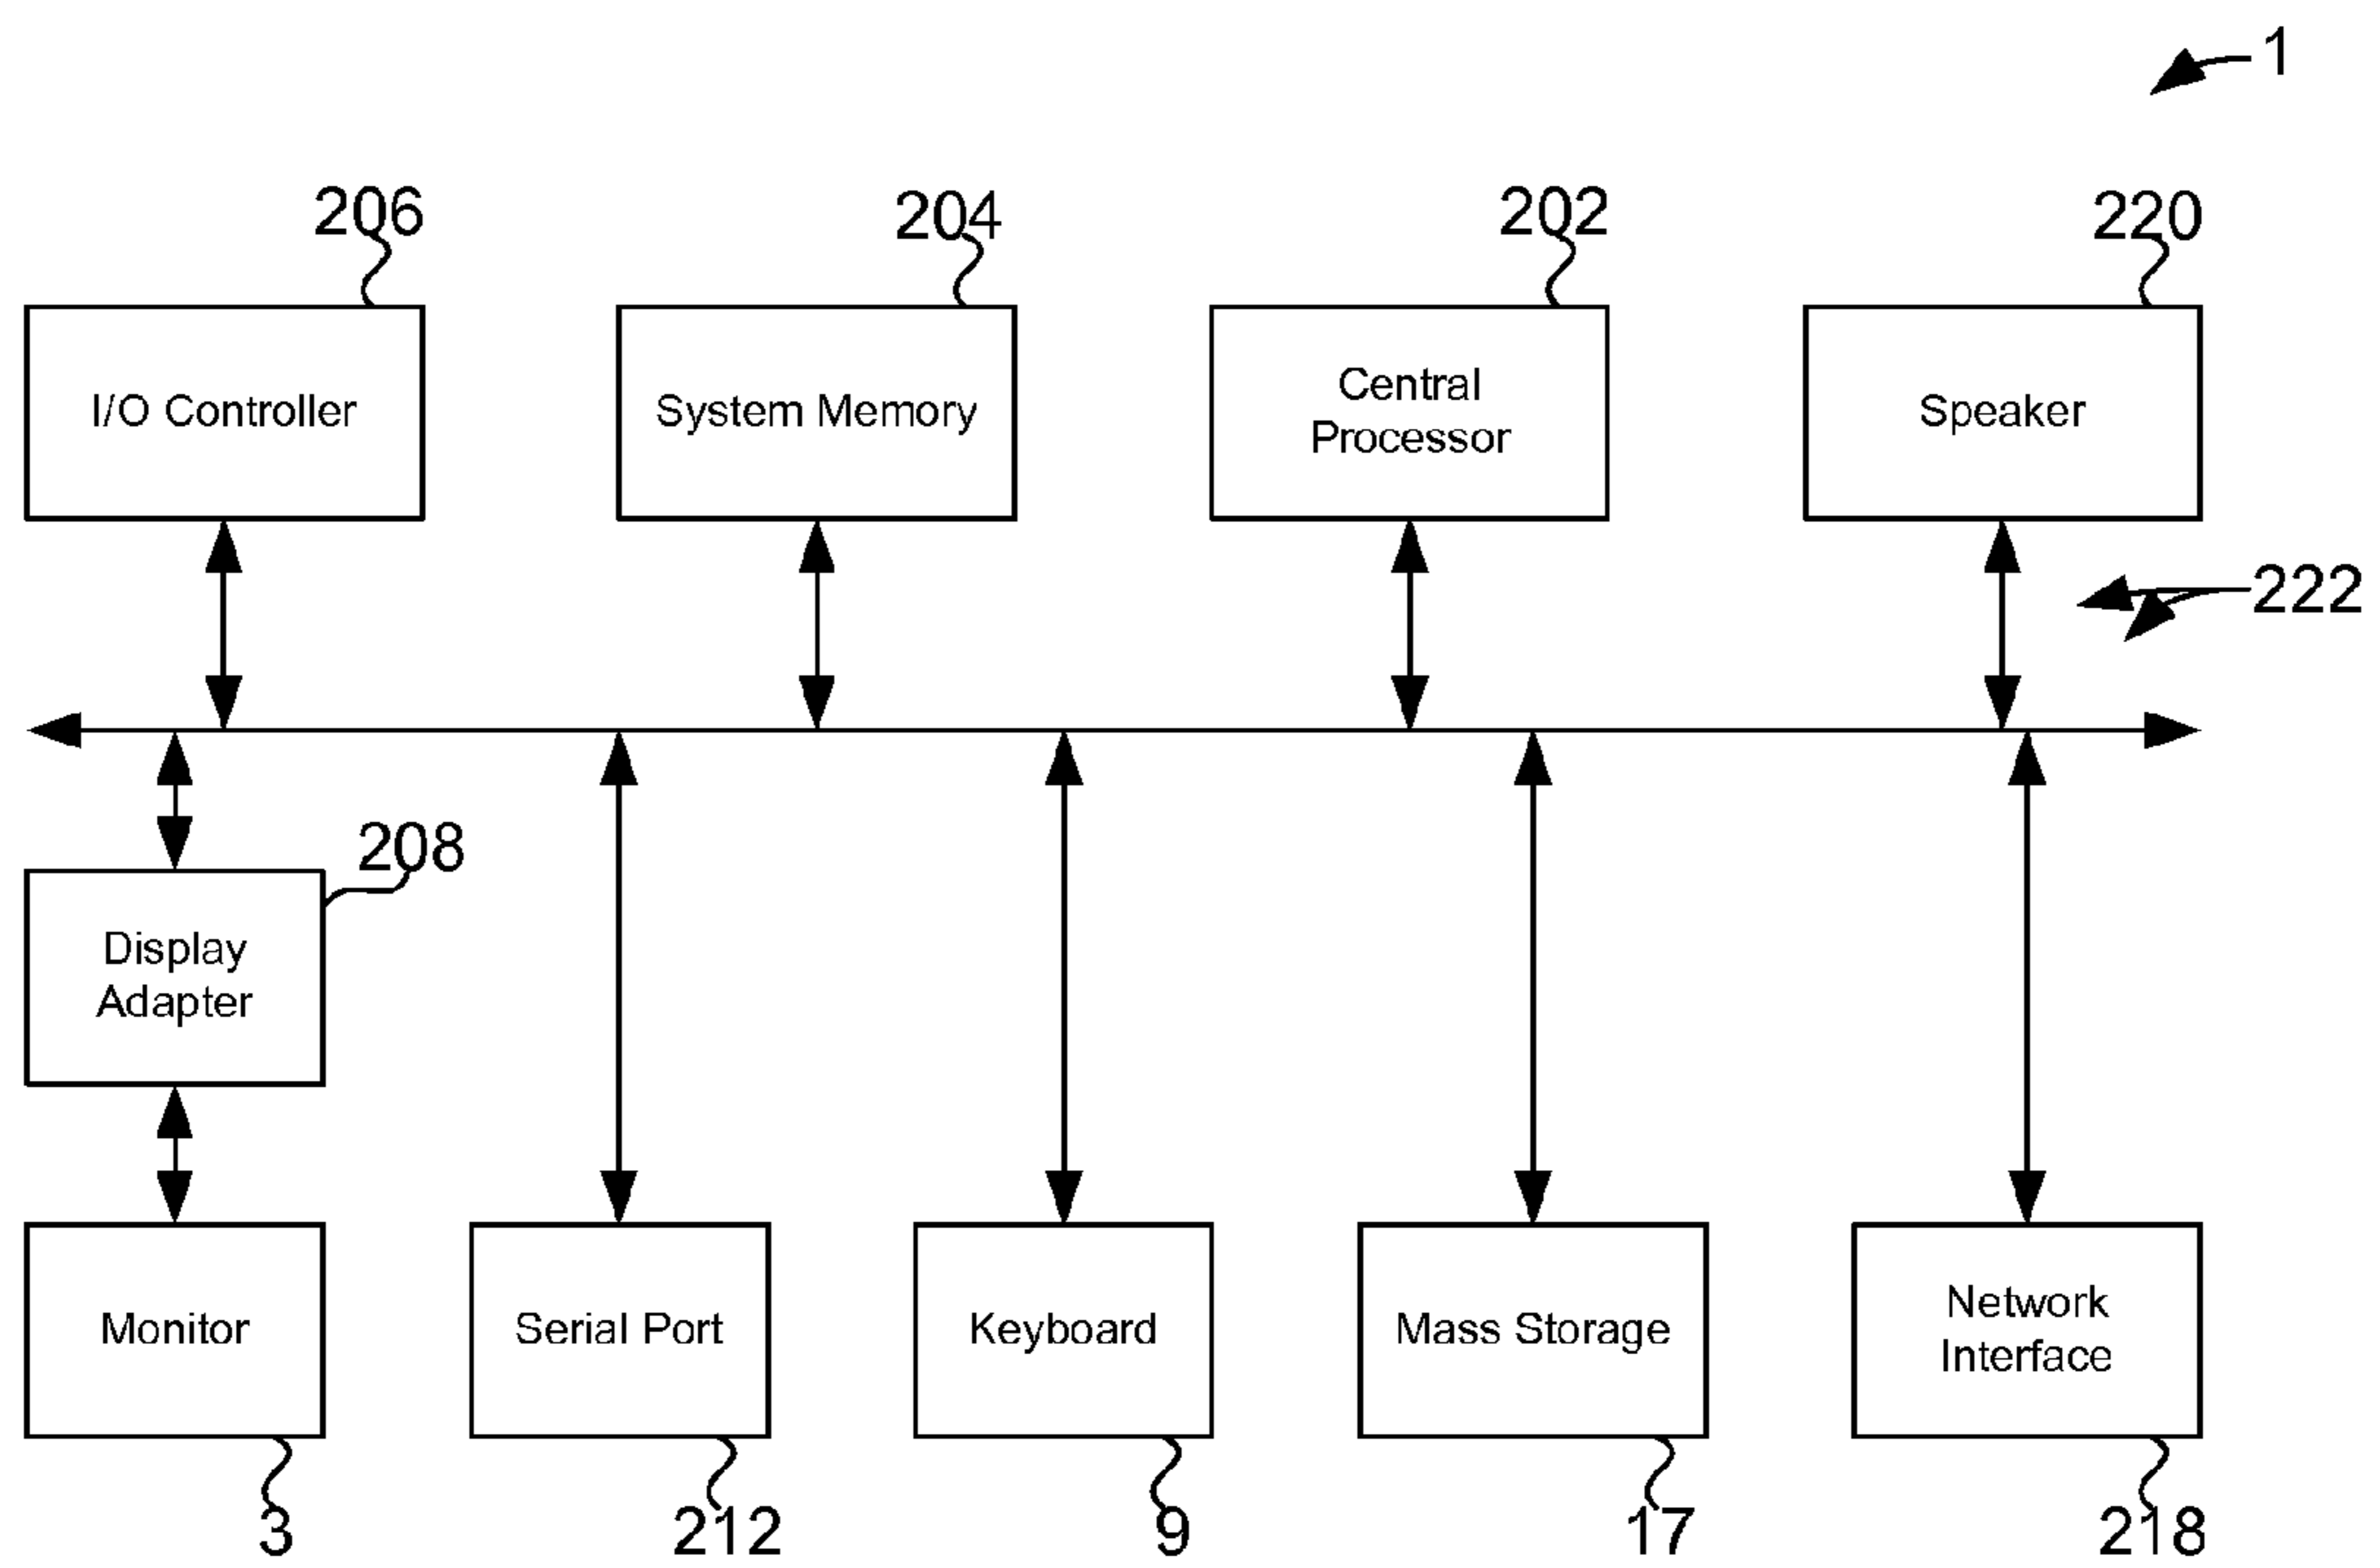 1
206
204
202
220
I/O Controller
System Memory
Central
Processor
Speaker
222
208
Display
Adapter
Monitor
Serial Port
Keyboard
Mass Storage
Network
Interface
3
212
9
17
218